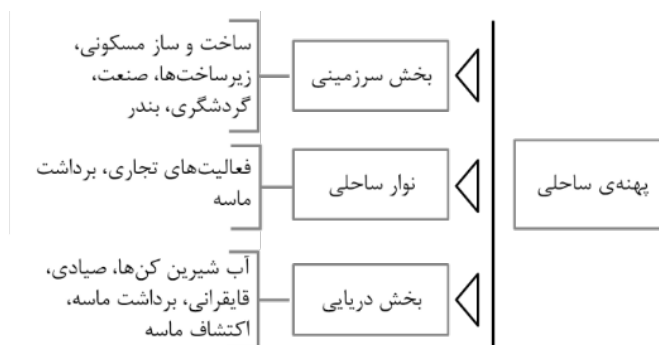 پهنه‌ی ساحلی
بخش سرزمینی
ساخت و ساز مسکونی،
زیرساخت‌ها، صنعت،
گردشگری، بندر
نوار ساحلی
فعالیت‌های تجاری، برداشت
ماسه
بخش دریایی
آب شیرین کن‌ها، صیادی،
قایقرانی، برداشت ماسه،
اکتشاف ماسه